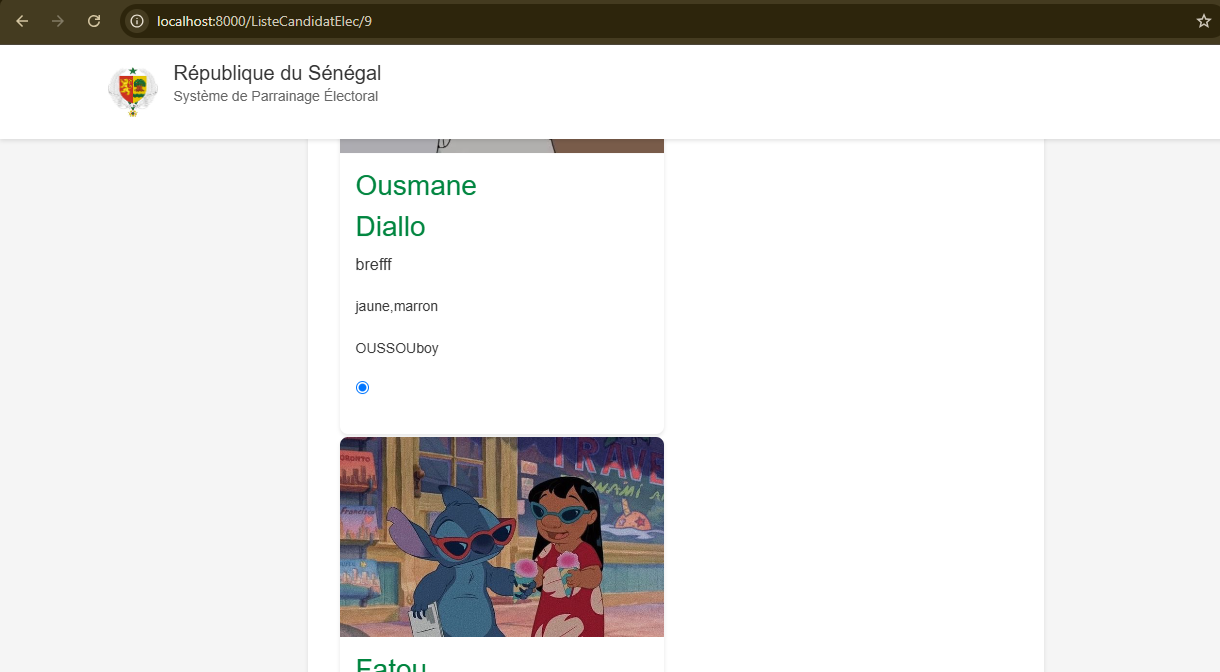 localhost:8000/ListeCandidatElec/9
République du Sénégal
Système de Parrainage Électoral
Ousmane
Diallo
brefff
jaune,marron
OUSSOUboy
TRAVE
Fatou